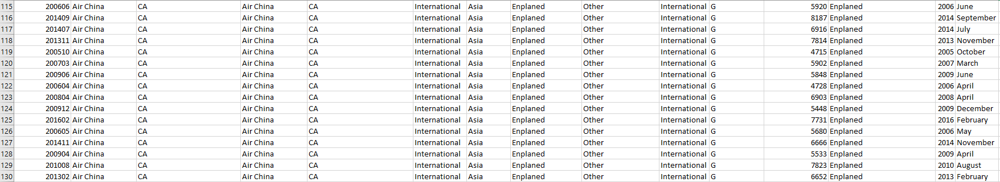 115 200606 Air China CA Air China CA International Asia Enplaned Other International G 5920 Enplaned 2006 June
116 201409 Air China CA Air China CA International Asia Enplaned Other International G 8187 Enplaned 2014 September
117 201407 Air China CA Air China CA International Asia Enplaned Other International G 6916 Enplaned 2014 July
118 201311 Air China CA Air China CA International Asia Enplaned Other International G 7814 Enplaned 2013 November
119 200510 Air China CA Air China CA International Asia Enplaned Other International G 4715 Enplaned 2005 October
120 200703 Air China CA Air China CA International Asia Enplaned Other International G 5902 Enplaned 2007 March
121 200906 Air China CA Air China CA International Asia Enplaned Other International G 5848 Enplaned 2009 June
122 200604 Air China CA Air China CA International Asia Enplaned Other International G 4728 Enplaned 2006 April
123 200804 Air China CA Air China CA International Asia Enplaned Other International G 6903 Enplaned 2008 April
124 200912 Air China CA Air China CA International Asia Enplaned Other International G 5448 Enplaned 2009 December
125 201602 Air China CA Air China CA International Asia Enplaned Other International G 7731 Enplaned 2016 February
126 200605 Air China CA Air China CA International Asia Enplaned Other International G 5680 Enplaned 2006 May
127 201411 Air China CA Air China CA International Asia Enplaned Other International G 6666 Enplaned 2014 November
128 200904 Air China CA Air China CA International Asia Enplaned Other International G 5533 Enplaned 2009 April
129 201008 Air China CA Air China CA International Asia Enplaned Other International G 7823 Enplaned 2010 August
130 201302 Air China CA Air China CA International Asia Enplaned Other International G 6652 Enplaned 2013 February